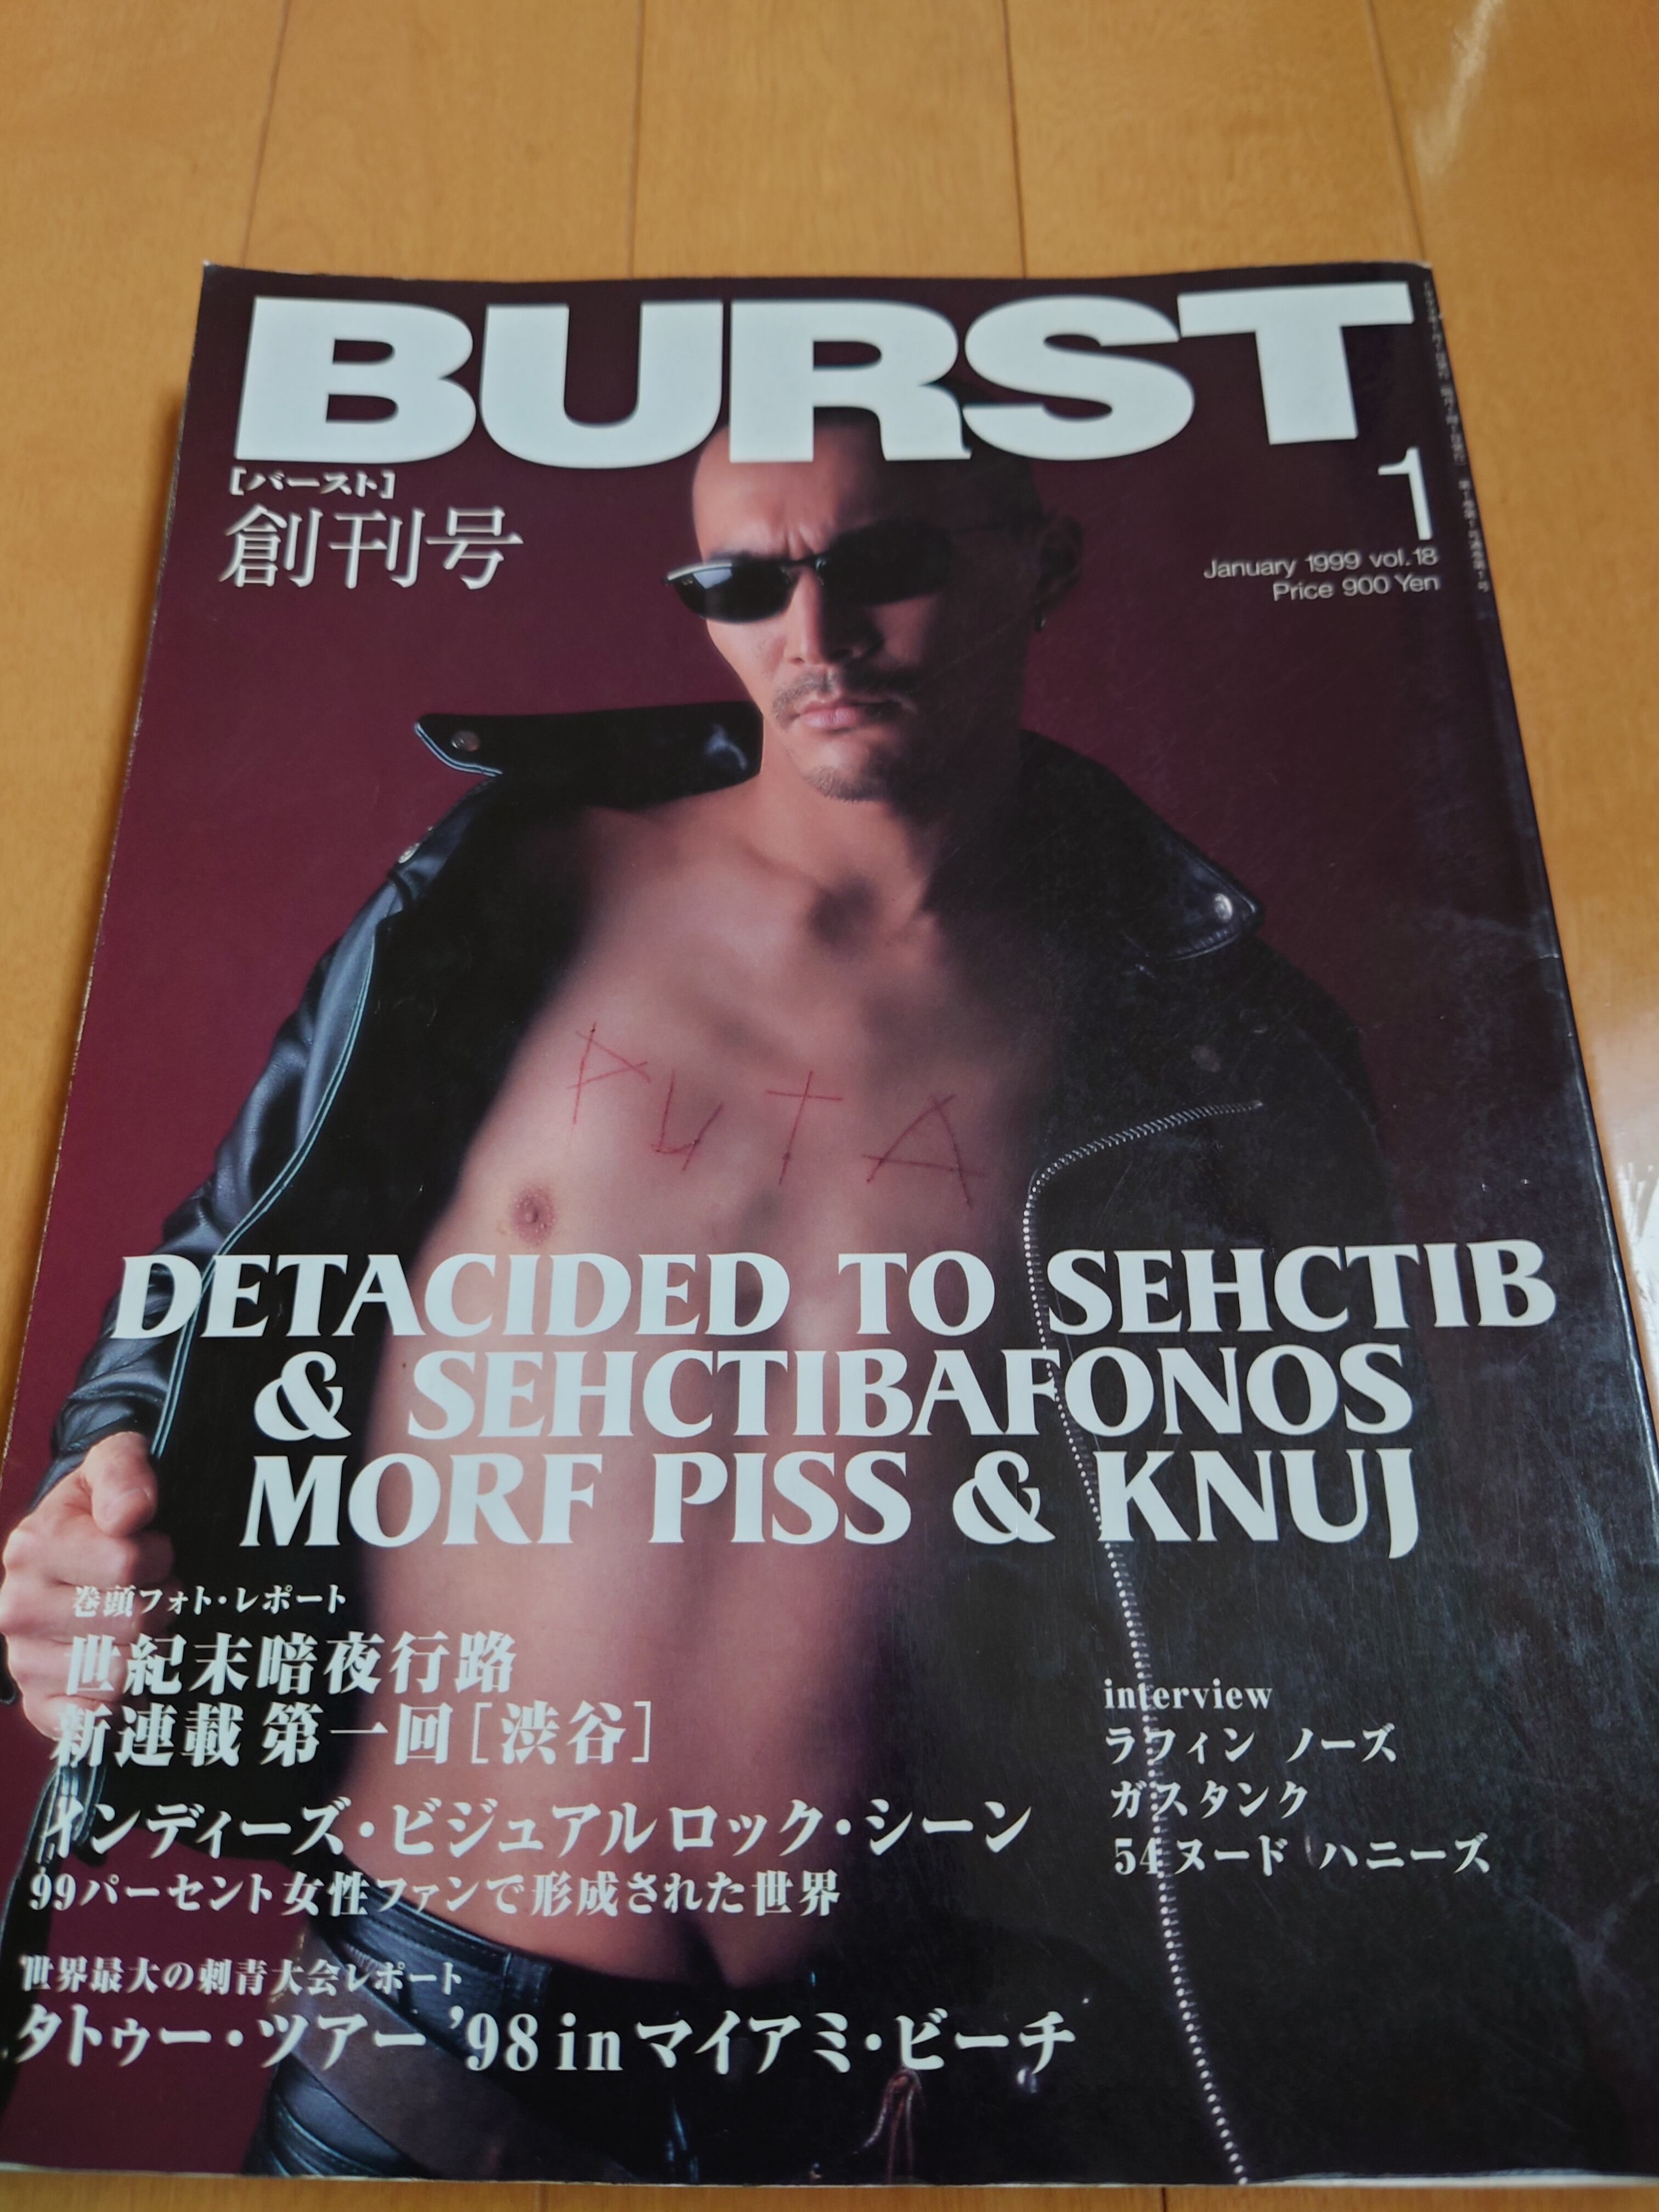 BURST
[バースト]
創刊号
1
January 1999 vol.18
Price 900 Yen
PUTA
DETACIDED TO SEHCTIB
& SEHCTIBAFONOS
MORF PISS & KNUJ
巻頭フォト・レポート
世紀末暗夜行路
新連載 第一回[渋谷]
インディーズ・ビジュアルロック・シーン
99パーセント女性ファンで形成された世界
世界最大の刺青大会レポート
タトゥー・ツアー'98 in マイアミ・ビーチ
interview
ラフィン ノーズ
ガスタンク
54ヌード ハニーズ